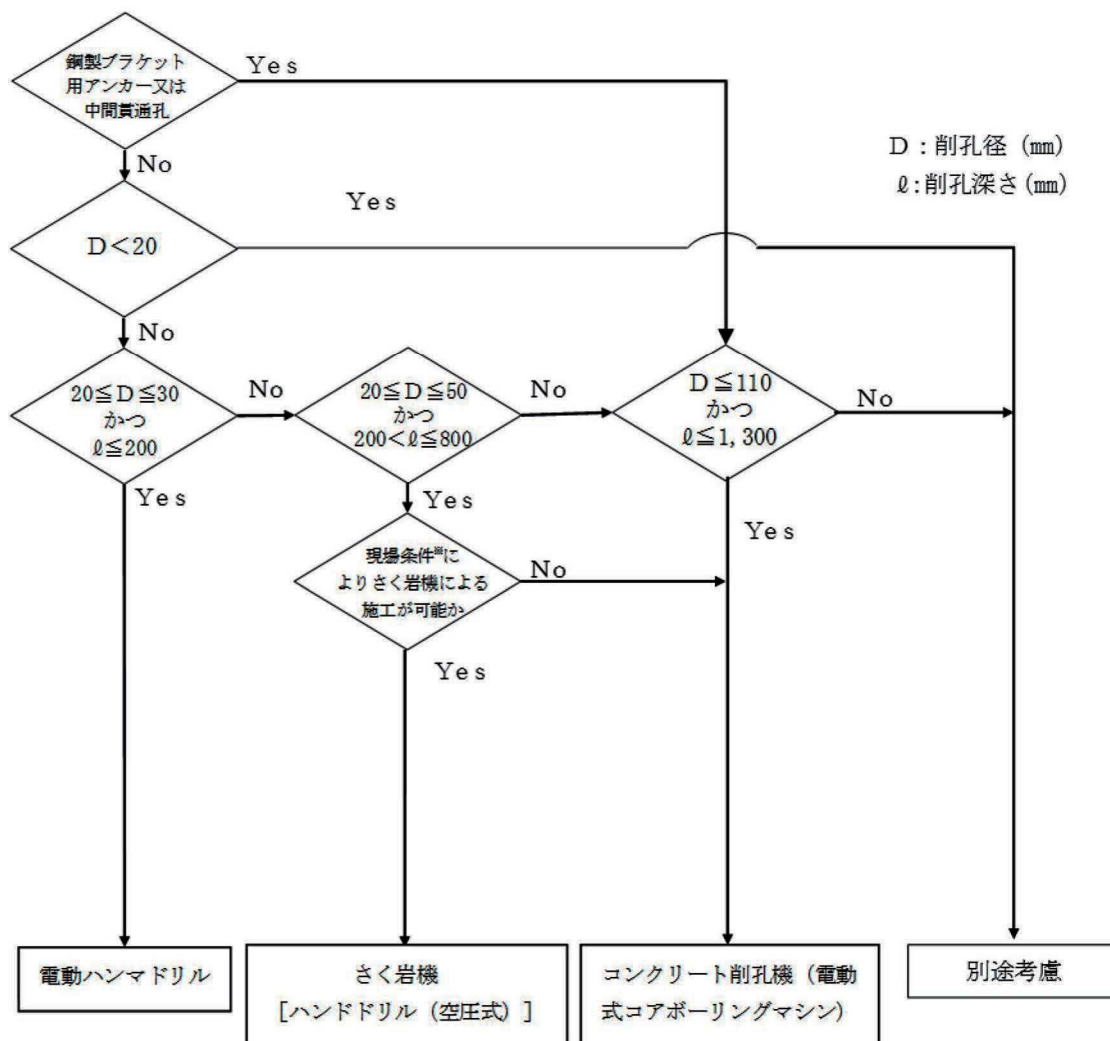 鋼製ブラケット
用アンカー又は
中間貫通孔
Yes
No
D:削孔径(㎜)
ℓ:削孔深さ(㎜)
Yes
D<20
No
20≦D≦30
かつ
ℓ≦200
No
20≦D≦50
かつ
200<ℓ≦800
No
D≦110
かつ
ℓ≦1,300
No
Yes
Yes
Yes
現場条件※に
よりさく岩機による
施工が可能か
No
Yes
電動ハンマドリル
さく岩機
[ハンドドリル(空圧式)]
コンクリート削孔機(電動
式コアボーリングマシン)
別途考慮